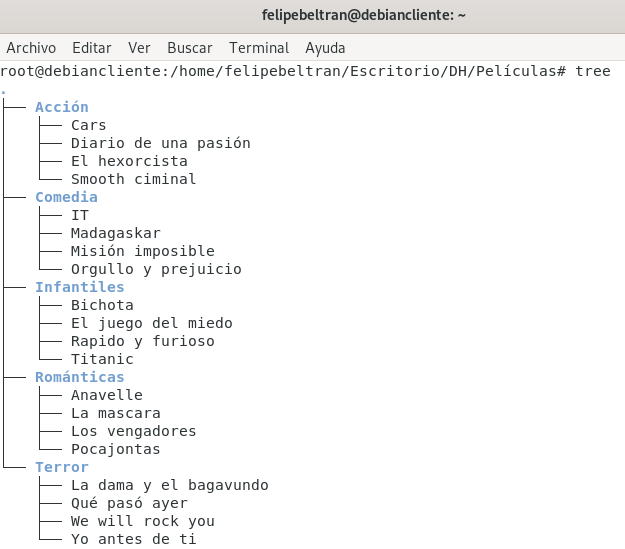 felipebeltran@debiancliente: ~
Archivo Editar Ver Buscar Terminal Ayuda
root@debiancliente:/home/felipebeltran/Escritorio/DH/Películas# tree
.
├── Acción
│   ├── Cars
│   ├── Diario de una pasión
│   ├── El hexorcista
│   └── Smooth ciminal
├── Comedia
│   ├── IT
│   ├── Madagaskar
│   ├── Misión imposible
│   └── Orgullo y prejuicio
├── Infantiles
│   ├── Bichota
│   ├── El juego del miedo
│   ├── Rapido y furioso
│   └── Titanic
├── Románticas
│   ├── Anavelle
│   ├── La mascara
│   ├── Los vengadores
│   └── Pocajontas
└── Terror
    ├── La dama y el bagavundo
    ├── Qué pasó ayer
    ├── We will rock you
    └── Yo antes de ti